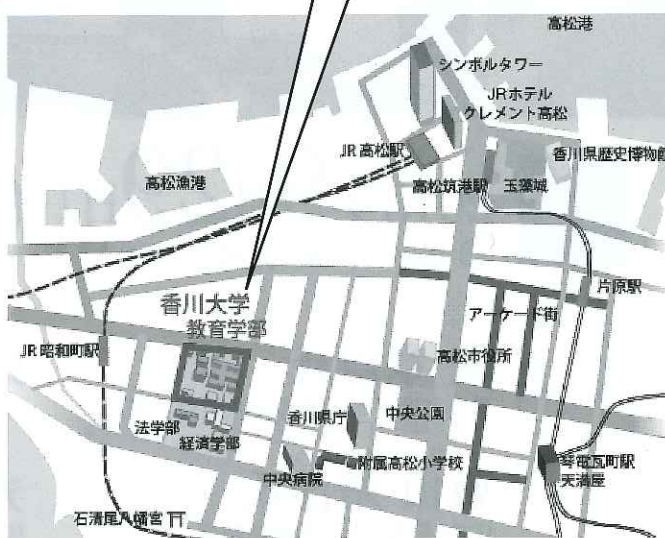 高松港
シンボルタワー
JRホテル
クレメント高松
JR高松駅
香川県歴史博物館
高松漁港
高松筑港駅
玉藻城
片原駅
香川大学
教育学部
アーケード街
JR昭和町駅
高松市役所
香川県庁
中央公園
法学部
経済学部
附属高松小学校
中央病院
琴電瓦町駅
天満屋
石清尾八幡宮